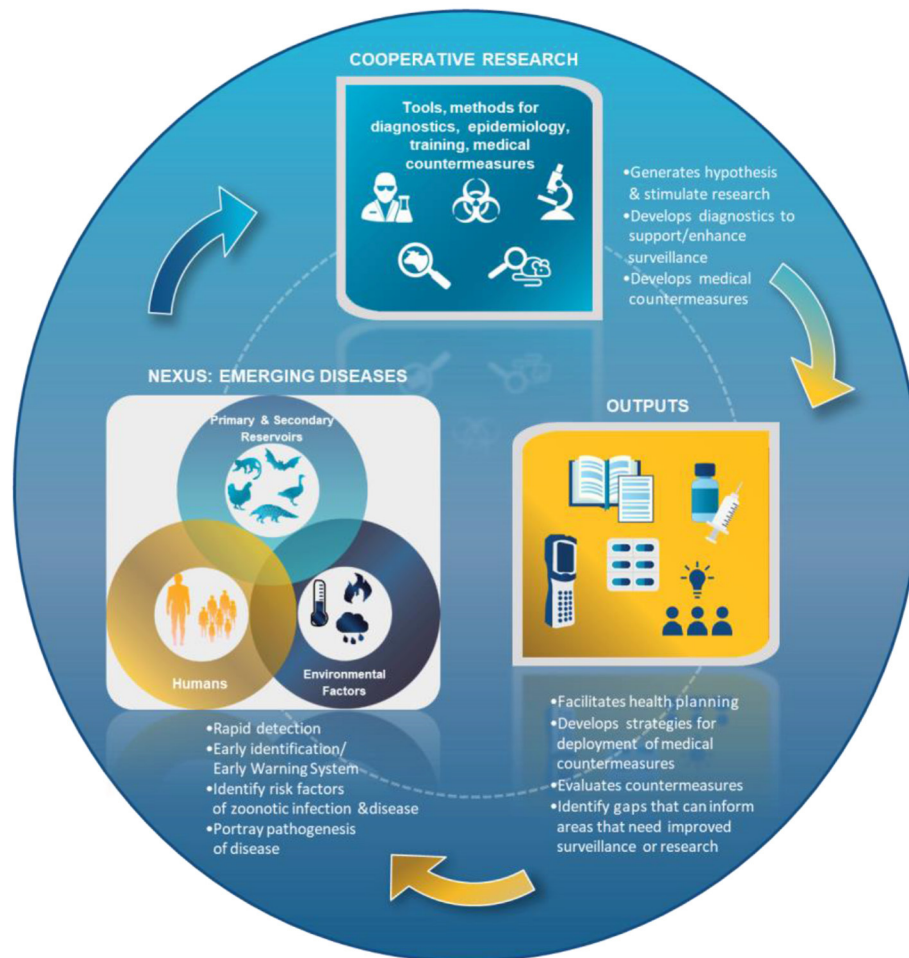 COOPERATIVE RESEARCH
Tools, methods for
diagnostics, epidemiology,
training, medical
countermeasures
•Generates hypothesis
& stimulate research
•Develops diagnostics to
support/enhance
surveillance
•Develops medical
countermeasures
NEXUS: EMERGING DISEASES
Primary & Secondary
Reservoirs
Humans
Environmental
Factors
•Rapid detection
•Early identification/
Early Warning System
•Identify risk factors
of zoonotic infection &disease
•Portray pathogenesis
of disease
OUTPUTS
•Facilitates health planning
•Develops strategies for
deployment of medical
countermeasures
•Evaluates countermeasures
•Identify gaps that can inform
areas that need improved
surveillance or research